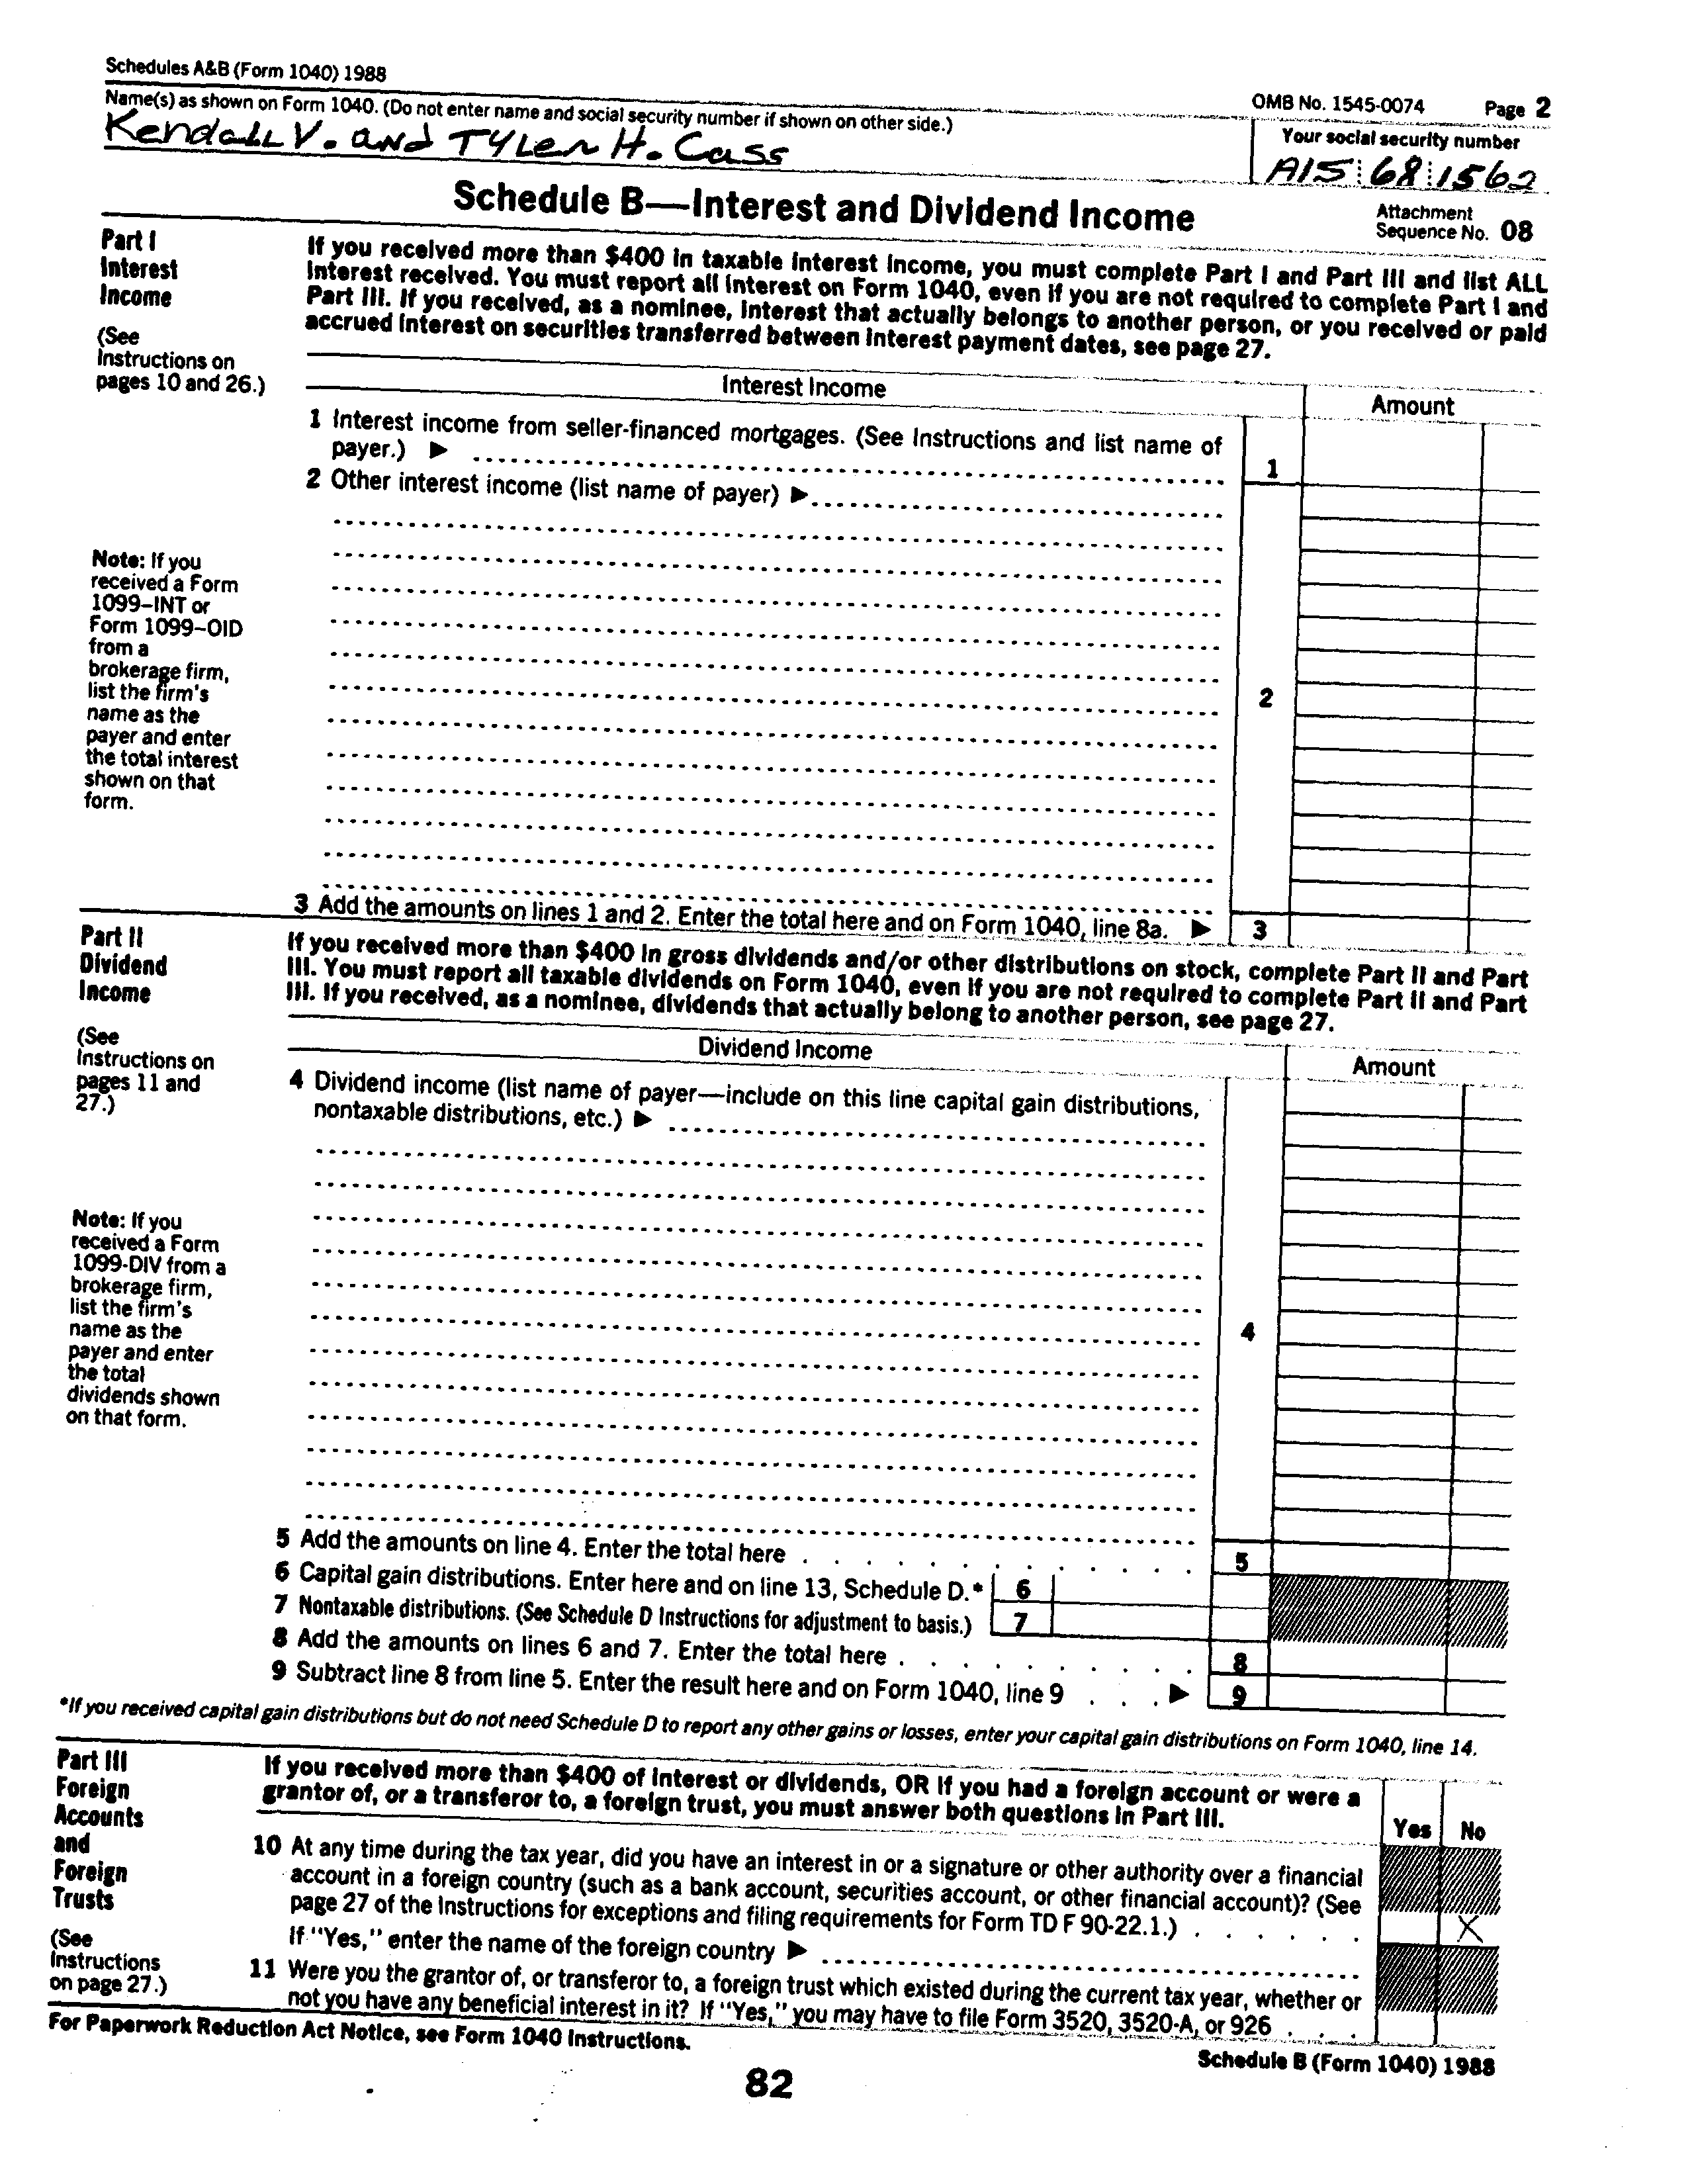 Schedules A&B (Form 1040) 1988
OMB No. 1545-0074 Page 2
Name(s) as shown on Form 1040. (Do not enter name and social security number if shown on other side.)
Your social security number
Kendall V. and Tyler H. Cass
A15 68 1562
Schedule B—Interest and Dividend Income
Attachment
Sequence No. 08
Part I
Interest
Income
(See
Instructions on
pages 10 and 26.)
If you received more than $400 in taxable interest income, you must complete Part I and Part III and list ALL
interest received. You must report all interest on Form 1040, even if you are not required to complete Part I and
Part III. If you received, as a nominee, interest that actually belongs to another person, or you received or paid
accrued interest on securities transferred between interest payment dates, see page 27.
Interest Income
Amount
1 Interest income from seller-financed mortgages. (See Instructions and list name of
payer.) ▶
1
2 Other interest income (list name of payer) ▶
Note: If you
received a Form
1099–INT or
Form 1099–OID
from a
brokerage firm,
list the firm's
name as the
payer and enter
the total interest
shown on that
form.
2
3 Add the amounts on lines 1 and 2. Enter the total here and on Form 1040, line 8a. ▶ 3
Part II
Dividend
Income
(See
Instructions on
pages 11 and
27.)
If you received more than $400 in gross dividends and/or other distributions on stock, complete Part II and Part
III. You must report all taxable dividends on Form 1040, even if you are not required to complete Part II and Part
III. If you received, as a nominee, dividends that actually belong to another person, see page 27.
Dividend Income
Amount
4 Dividend income (list name of payer—include on this line capital gain distributions,
nontaxable distributions, etc.) ▶
Note: If you
received a Form
1099-DIV from a
brokerage firm,
list the firm's
name as the
payer and enter
the total
dividends shown
on that form.
4
5 Add the amounts on line 4. Enter the total here . . . . . . . . . . . . 5
6 Capital gain distributions. Enter here and on line 13, Schedule D.* 6
7 Nontaxable distributions. (See Schedule D Instructions for adjustment to basis.) 7
8 Add the amounts on lines 6 and 7. Enter the total here . . . . . . . . . . 8
9 Subtract line 8 from line 5. Enter the result here and on Form 1040, line 9 . . . ▶ 9
*If you received capital gain distributions but do not need Schedule D to report any other gains or losses, enter your capital gain distributions on Form 1040, line 14.
Part III
Foreign
Accounts
and
Foreign
Trusts
(See
Instructions
on page 27.)
If you received more than $400 of interest or dividends, OR if you had a foreign account or were a
grantor of, or a transferor to, a foreign trust, you must answer both questions in Part III.
Yes No
10 At any time during the tax year, did you have an interest in or a signature or other authority over a financial
account in a foreign country (such as a bank account, securities account, or other financial account)? (See
page 27 of the Instructions for exceptions and filing requirements for Form TD F 90-22.1.) . . . . . . X
If "Yes," enter the name of the foreign country ▶
11 Were you the grantor of, or transferor to, a foreign trust which existed during the current tax year, whether or
not you have any beneficial interest in it? If "Yes," you may have to file Form 3520, 3520-A, or 926 . . .
For Paperwork Reduction Act Notice, see Form 1040 Instructions.
Schedule B (Form 1040) 1988
82